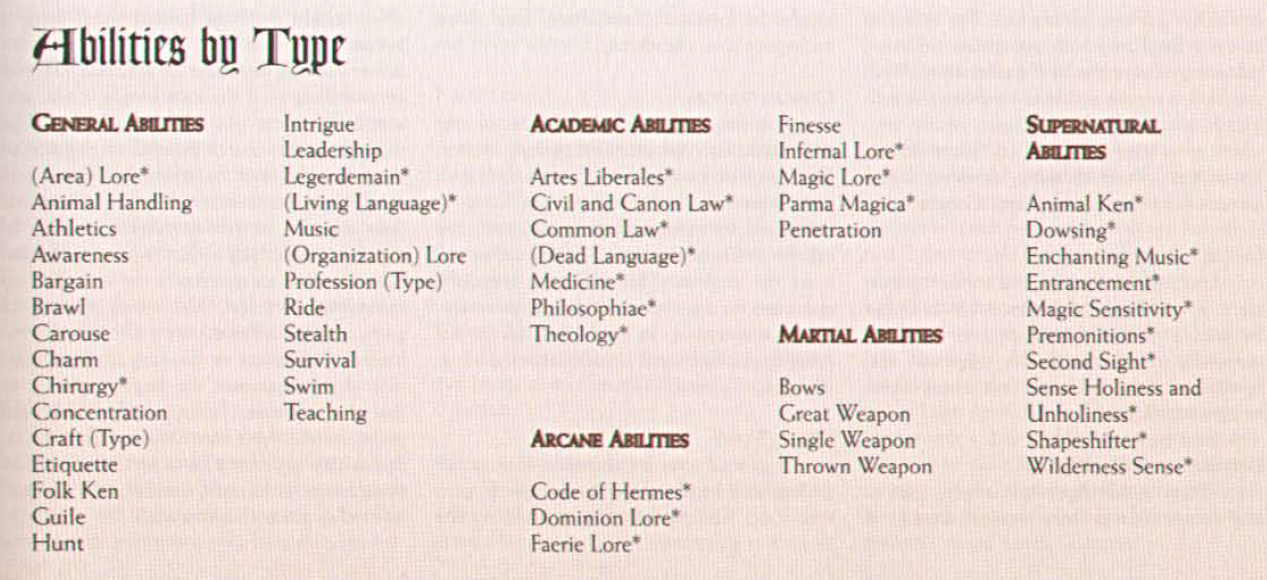 Abilities by Type
GENERAL ABILITIES
(Area) Lore*
Animal Handling
Athletics
Awareness
Bargain
Brawl
Carouse
Charm
Chirurgy*
Concentration
Craft (Type)
Etiquette
Folk Ken
Guile
Hunt
Intrigue
Leadership
Legerdemain*
(Living Language)*
Music
(Organization) Lore
Profession (Type)
Ride
Stealth
Survival
Swim
Teaching
ACADEMIC ABILITIES
Artes Liberales*
Civil and Canon Law*
Common Law*
(Dead Language)*
Medicine*
Philosophiae*
Theology*
ARCANE ABILITIES
Code of Hermes*
Dominion Lore*
Faerie Lore*
Finesse
Infernal Lore*
Magic Lore*
Parma Magica*
Penetration
MARTIAL ABILITIES
Bows
Great Weapon
Single Weapon
Thrown Weapon
SUPERNATURAL
ABILITIES
Animal Ken*
Dowsing*
Enchanting Music*
Entrancement*
Magic Sensitivity*
Premonitions*
Second Sight*
Sense Holiness and
Unholiness*
Shapeshifter*
Wilderness Sense*